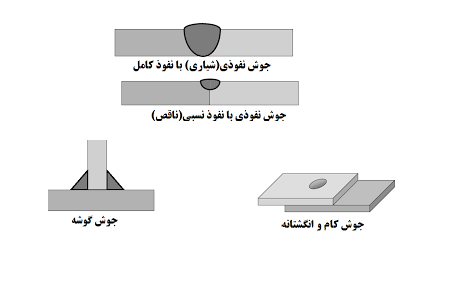 جوش نفوذی(شیاری) با نفوذ کامل
جوش نفوذی با نفوذ نسبی(ناقص)
جوش گوشه
جوش کام و انگشتانه